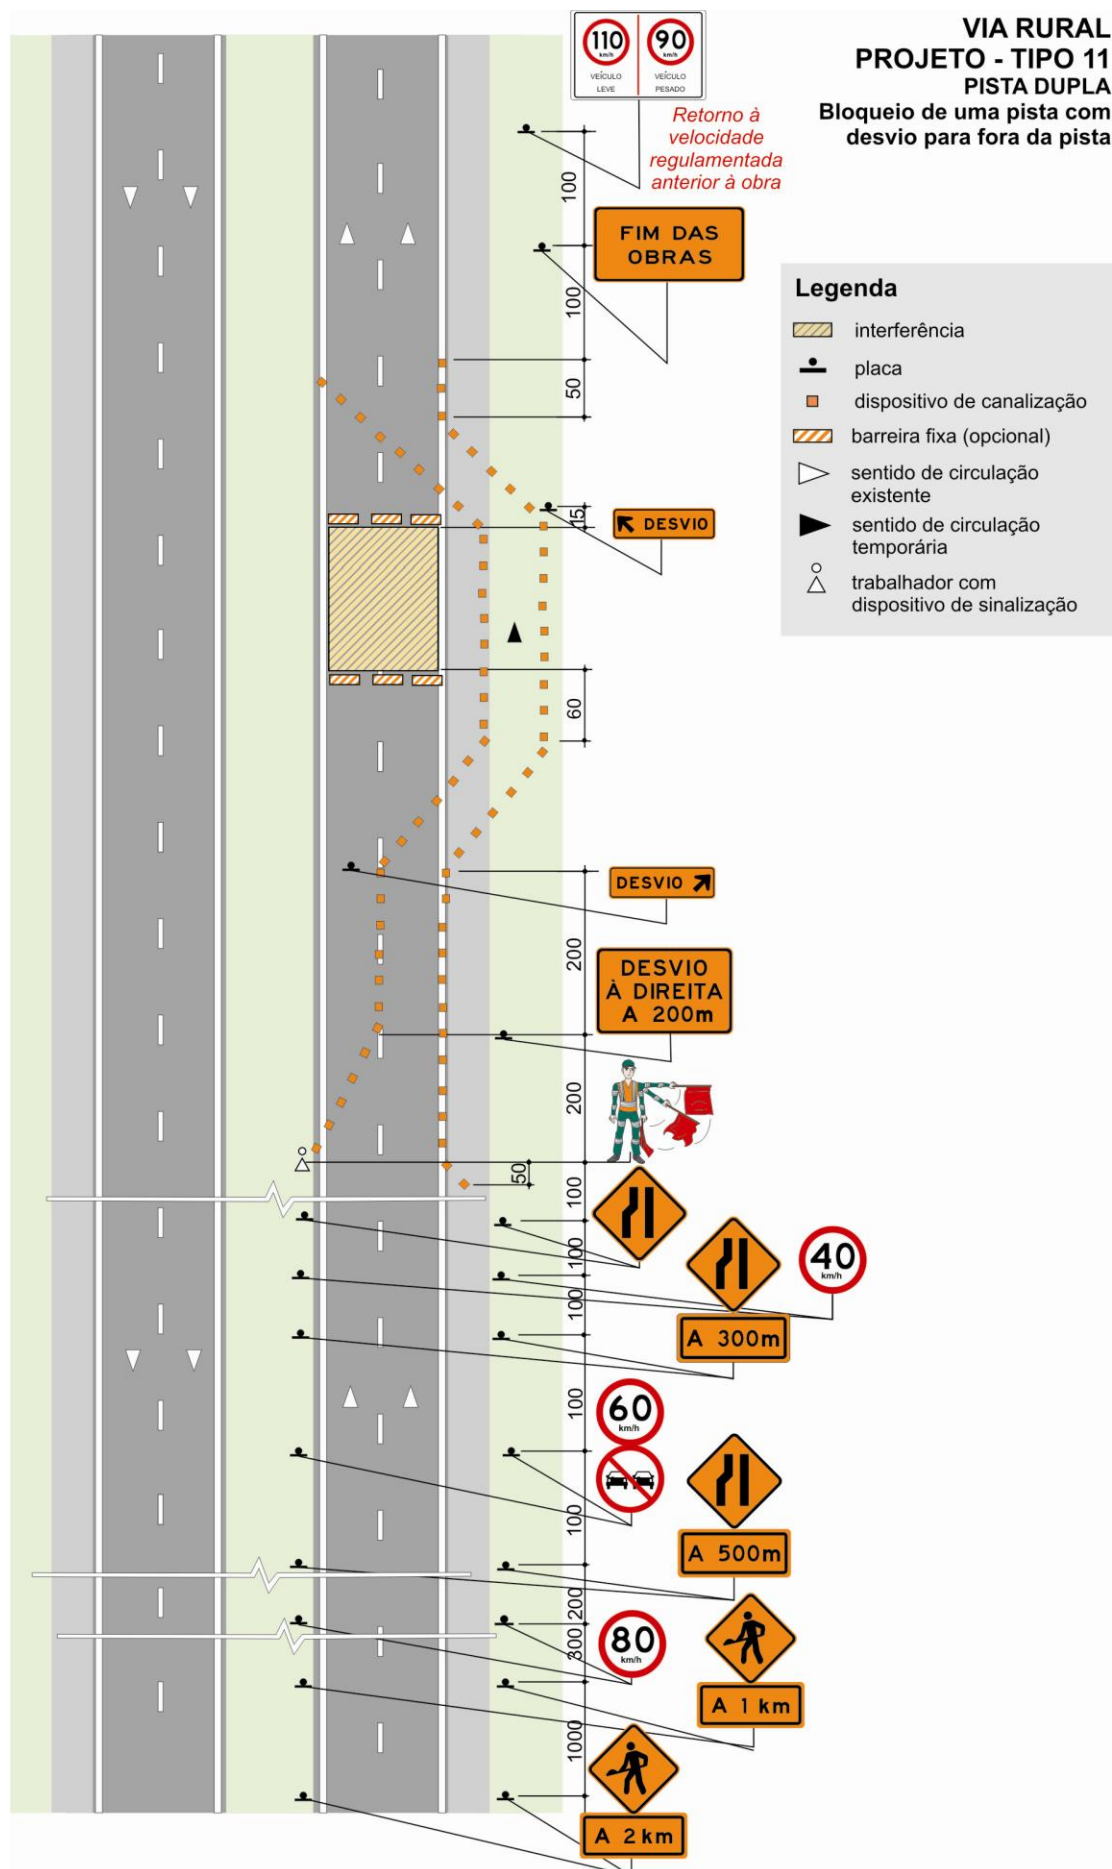 VIA RURAL
PROJETO - TIPO 11
PISTA DUPLA
Bloqueio de uma pista com
desvio para fora da pista
110
km/h
VEÍCULO
LEVE
90
km/h
VEÍCULO
PESADO
Retorno à
velocidade
regulamentada
anterior à obra
100
FIM DAS
OBRAS
100
50
Legenda
interferência
placa
dispositivo de canalização
barreira fixa (opcional)
sentido de circulação
existente
sentido de circulação
temporária
trabalhador com
dispositivo de sinalização
15
DESVIO
60
DESVIO
200
DESVIO
À DIREITA
A 200m
200
50
100
100
40
km/h
100
A 300m
100
60
km/h
100
A 500m
200
300
80
km/h
A 1 km
1000
A 2 km